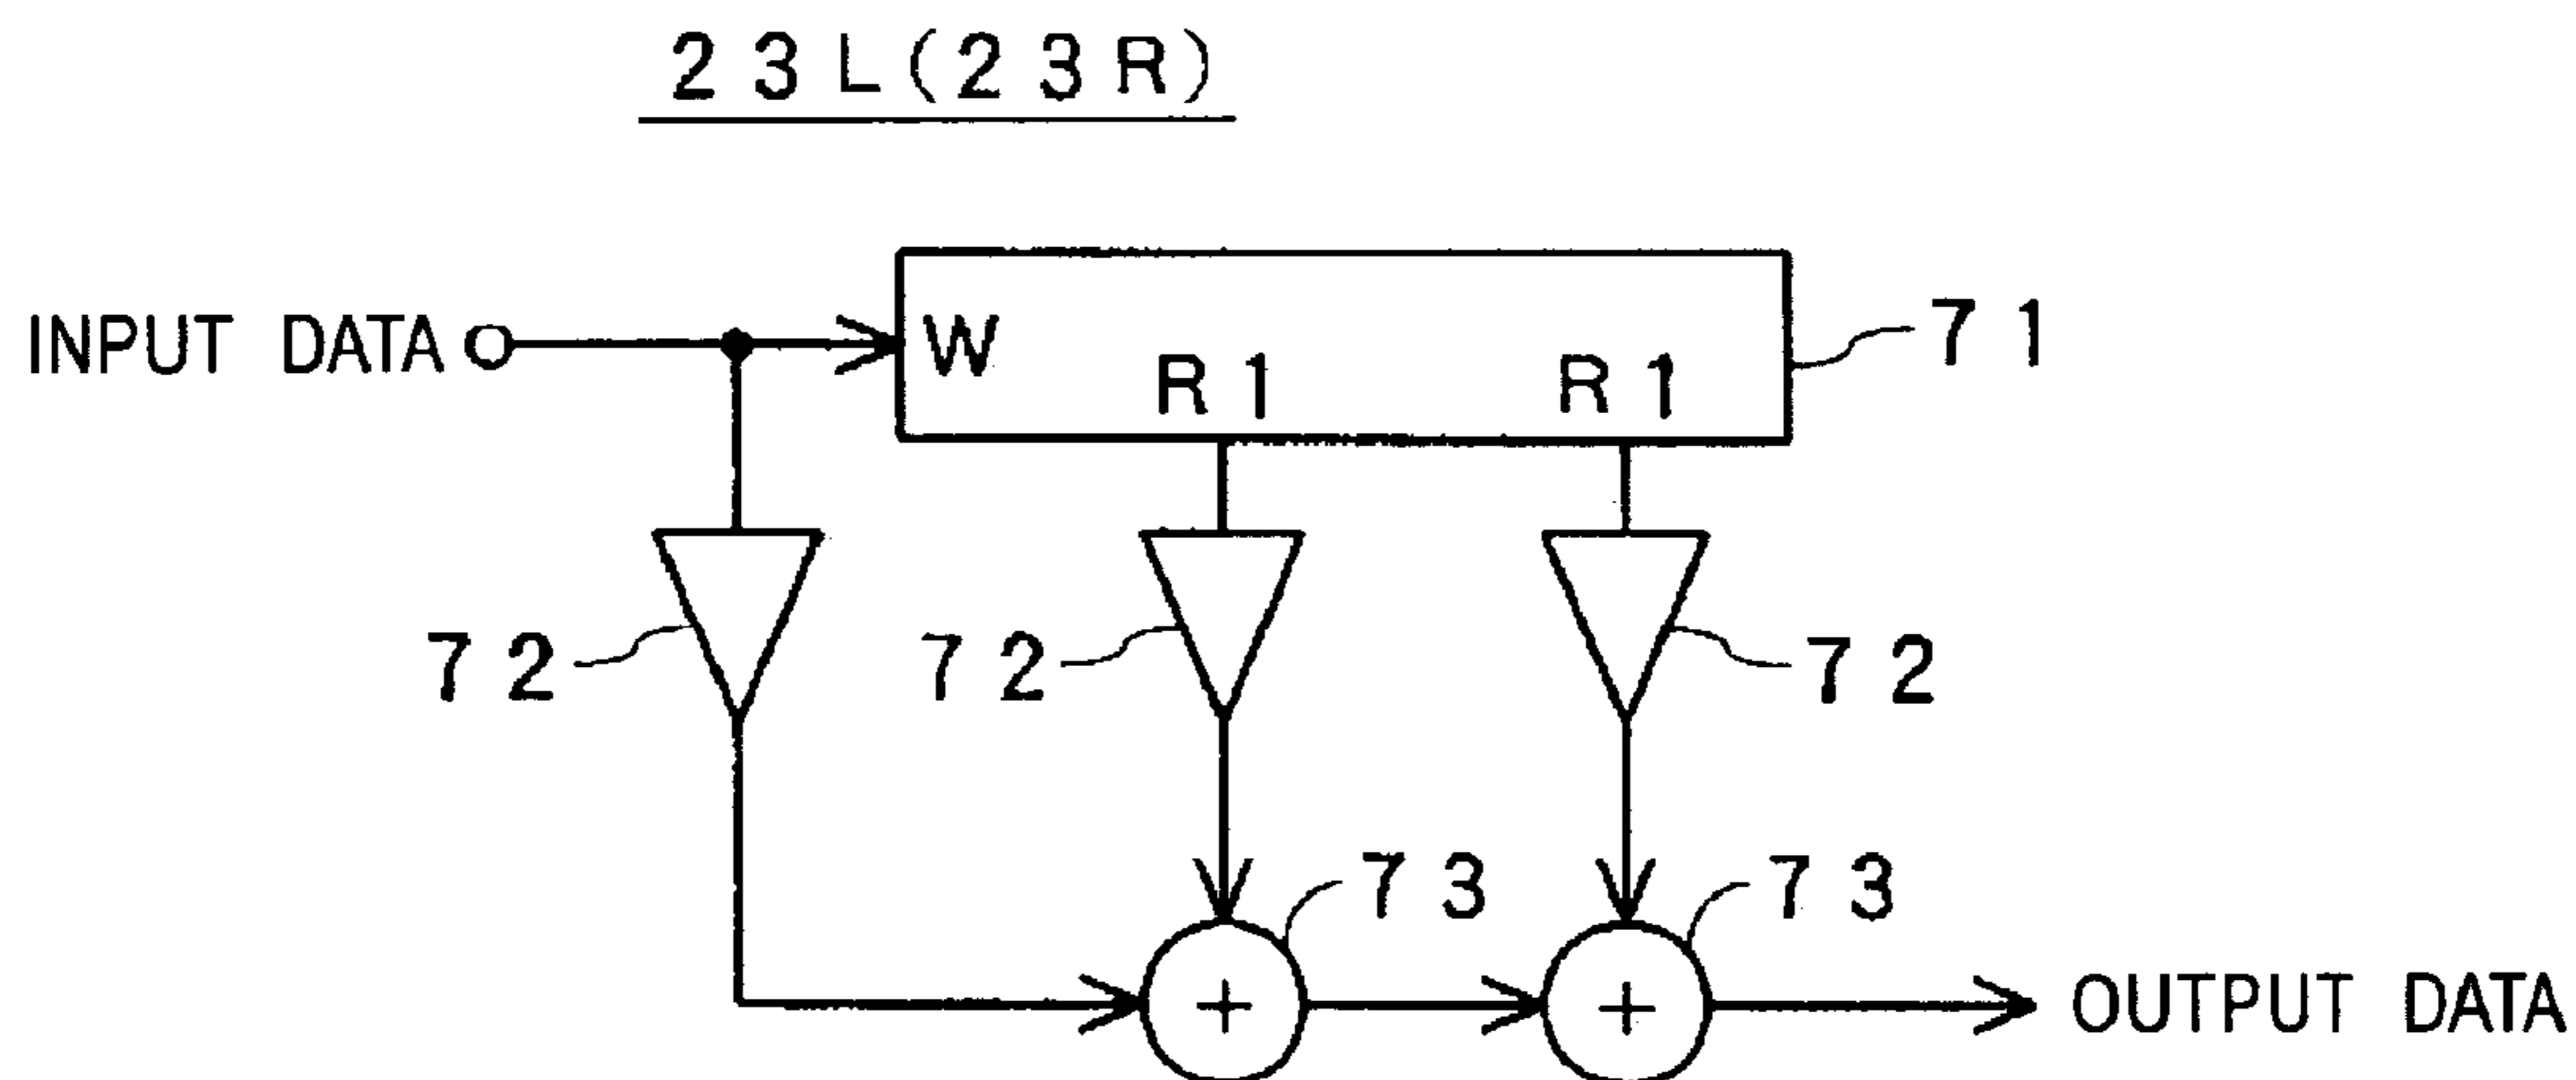 23L(23R)
INPUT DATA
W
R1
R1
71
72
72
72
73
73
+
+
OUTPUT DATA